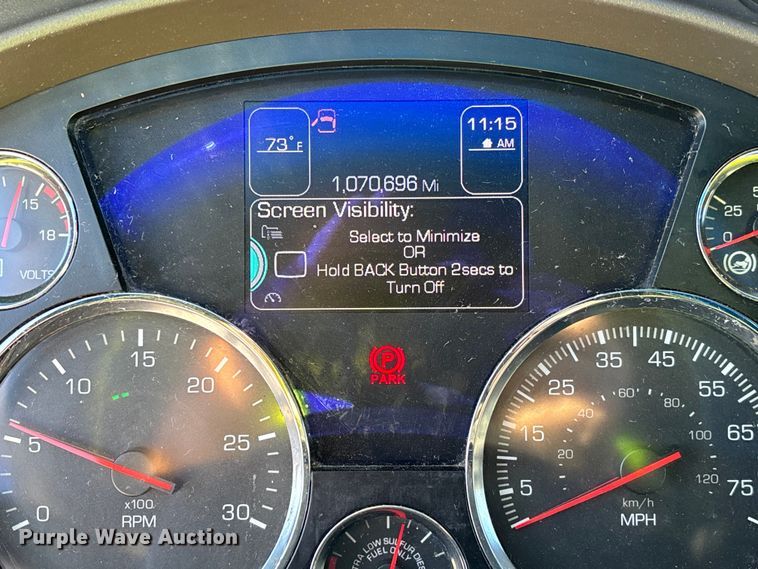 73°F
11:15
AM
1,070,696 Mi
Screen Visibility:
Select to Minimize
OR
Hold BACK Button 2secs to
Turn Off
15
18
VOLTS
25
0
P
PARK
0
5
10
15
20
25
30
x100
RPM
5
15
25
35
45
55
65
75
20
40
60
80
100
120
km/h
MPH
LOW SULFUR DIES
FUEL ONLY
Purple Wave Auction